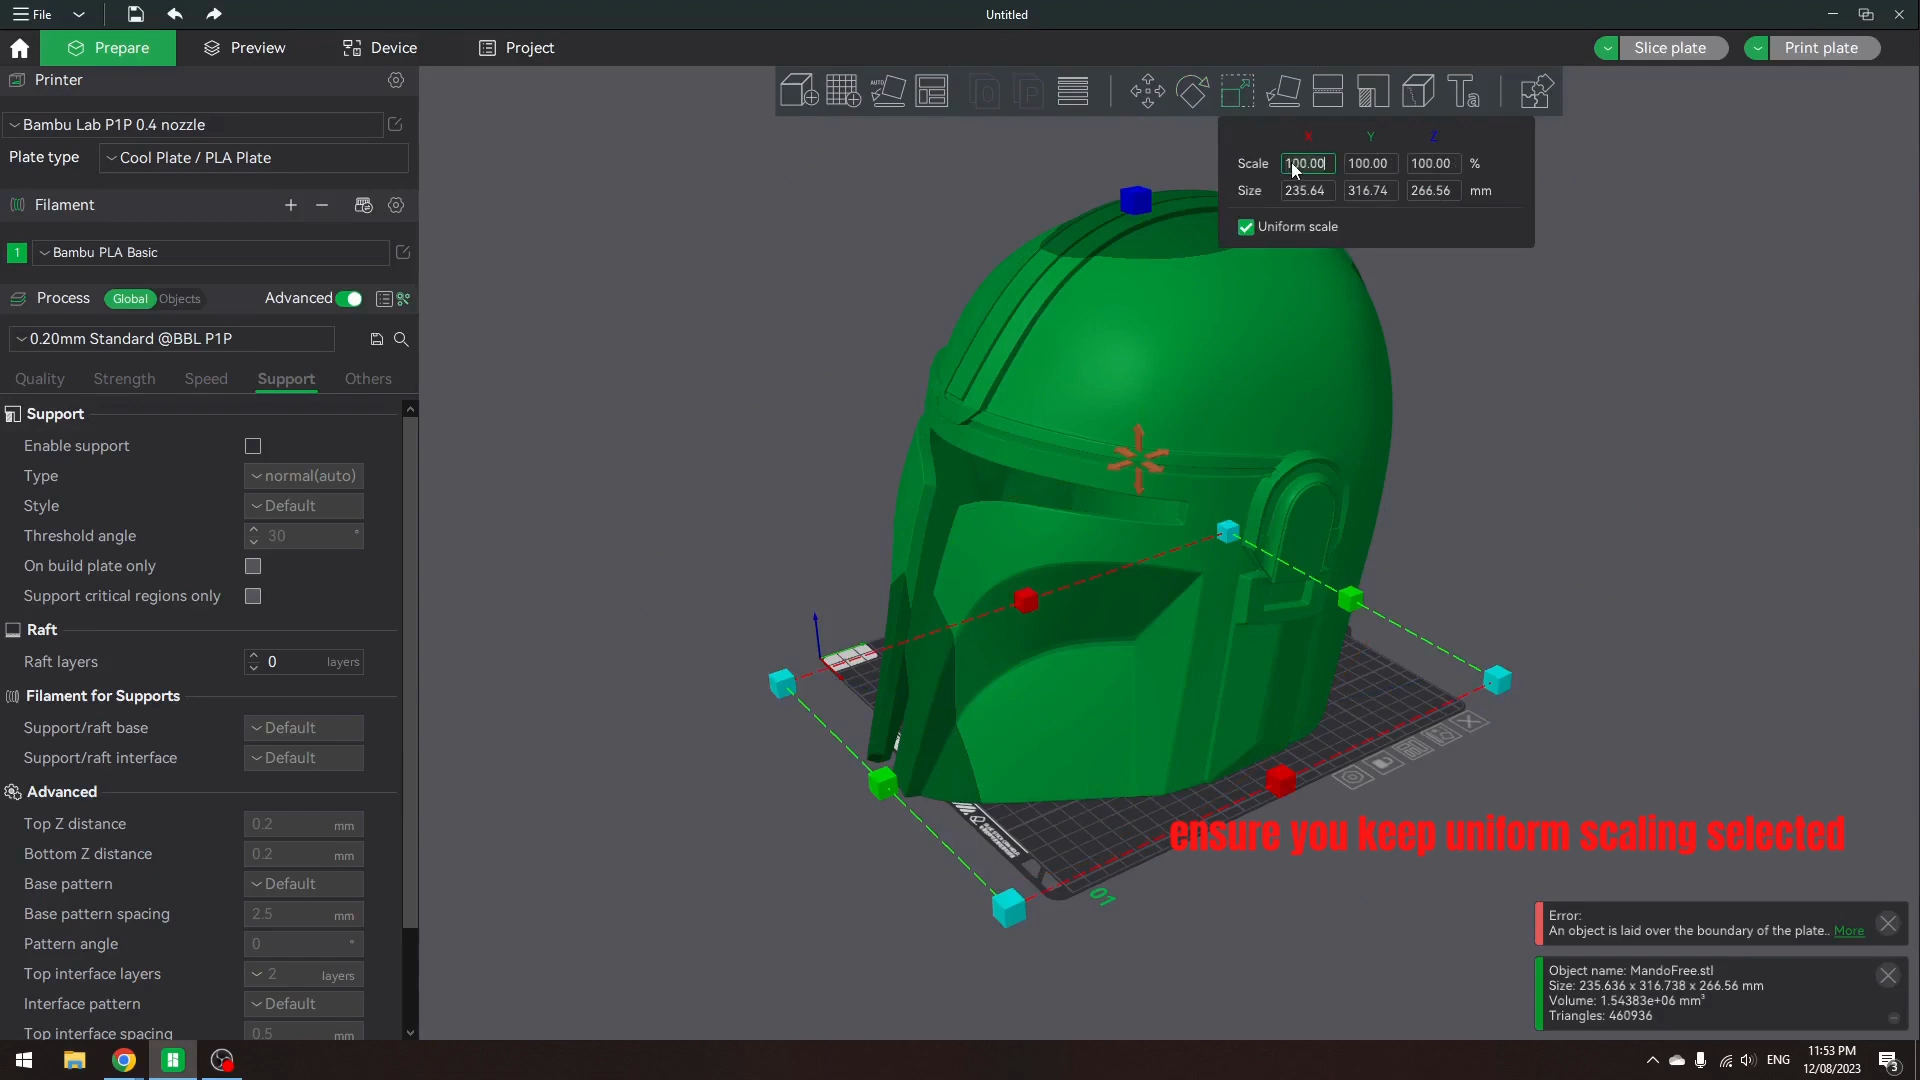 File
Untitled
Prepare
Preview
Device
Project
Slice plate
Print plate
Printer
Bambu Lab P1P 0.4 nozzle
Plate type
Cool Plate / PLA Plate
Filament
1
Bambu PLA Basic
Process
Global
Objects
Advanced
0.20mm Standard @BBL P1P
Quality
Strength
Speed
Support
Others
Support
Enable support
Type
normal(auto)
Style
Default
Threshold angle
30 °
On build plate only
Support critical regions only
Raft
Raft layers
0 layers
Filament for Supports
Support/raft base
Default
Support/raft interface
Default
Advanced
Top Z distance
0.2 mm
Bottom Z distance
0.2 mm
Base pattern
Default
Base pattern spacing
2.5 mm
Pattern angle
0 °
Top interface layers
2 layers
Interface pattern
Default
Top interface spacing
0.5 mm
AUTO
X Y Z
Scale 100.00 100.00 100.00 %
Size 235.64 316.74 266.56 mm
Uniform scale
01
ensure you keep uniform scaling selected
Error:
An object is laid over the boundary of the plate.. More
Object name: MandoFree.stl
Size: 235.636 x 316.738 x 266.56 mm
Volume: 1.54383e+06 mm³
Triangles: 460936
ENG
11:53 PM
12/08/2023
3